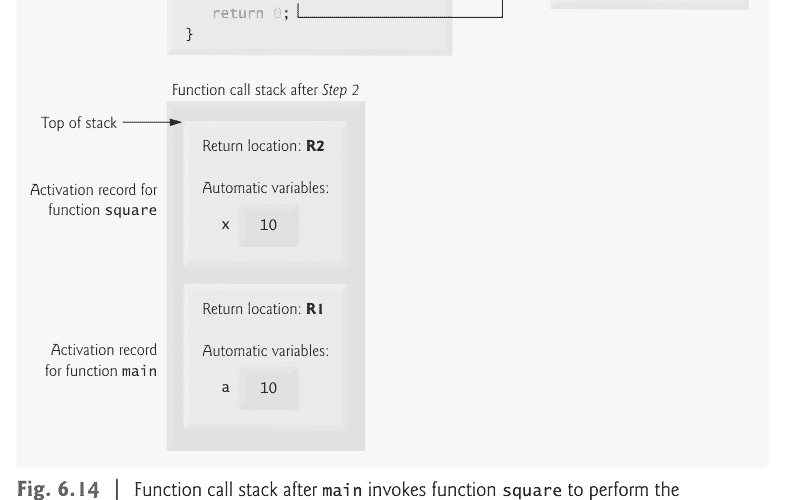 return 0;
}
Function call stack after Step 2
Top of stack
Return location: R2
Activation record for
function square
Automatic variables:
x 10
Return location: R1
Activation record
for function main
Automatic variables:
a 10
Fig. 6.14 | Function call stack after main invokes function square to perform the